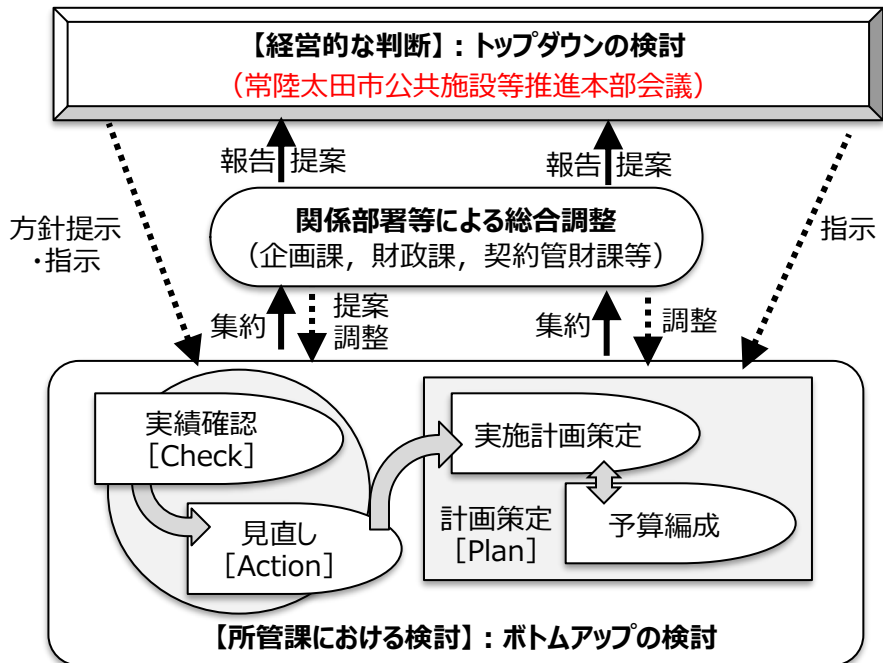 【経営的な判断】：トップダウンの検討
（常陸太田市公共施設等推進本部会議）
報告 提案
報告 提案
方針提示
・指示
関係部署等による総合調整
（企画課，財政課，契約管財課等）
指示
集約
提案
調整
集約
調整
実績確認
［Check］
見直し
［Action］
実施計画策定
計画策定
［Plan］
予算編成
【所管課における検討】：ボトムアップの検討